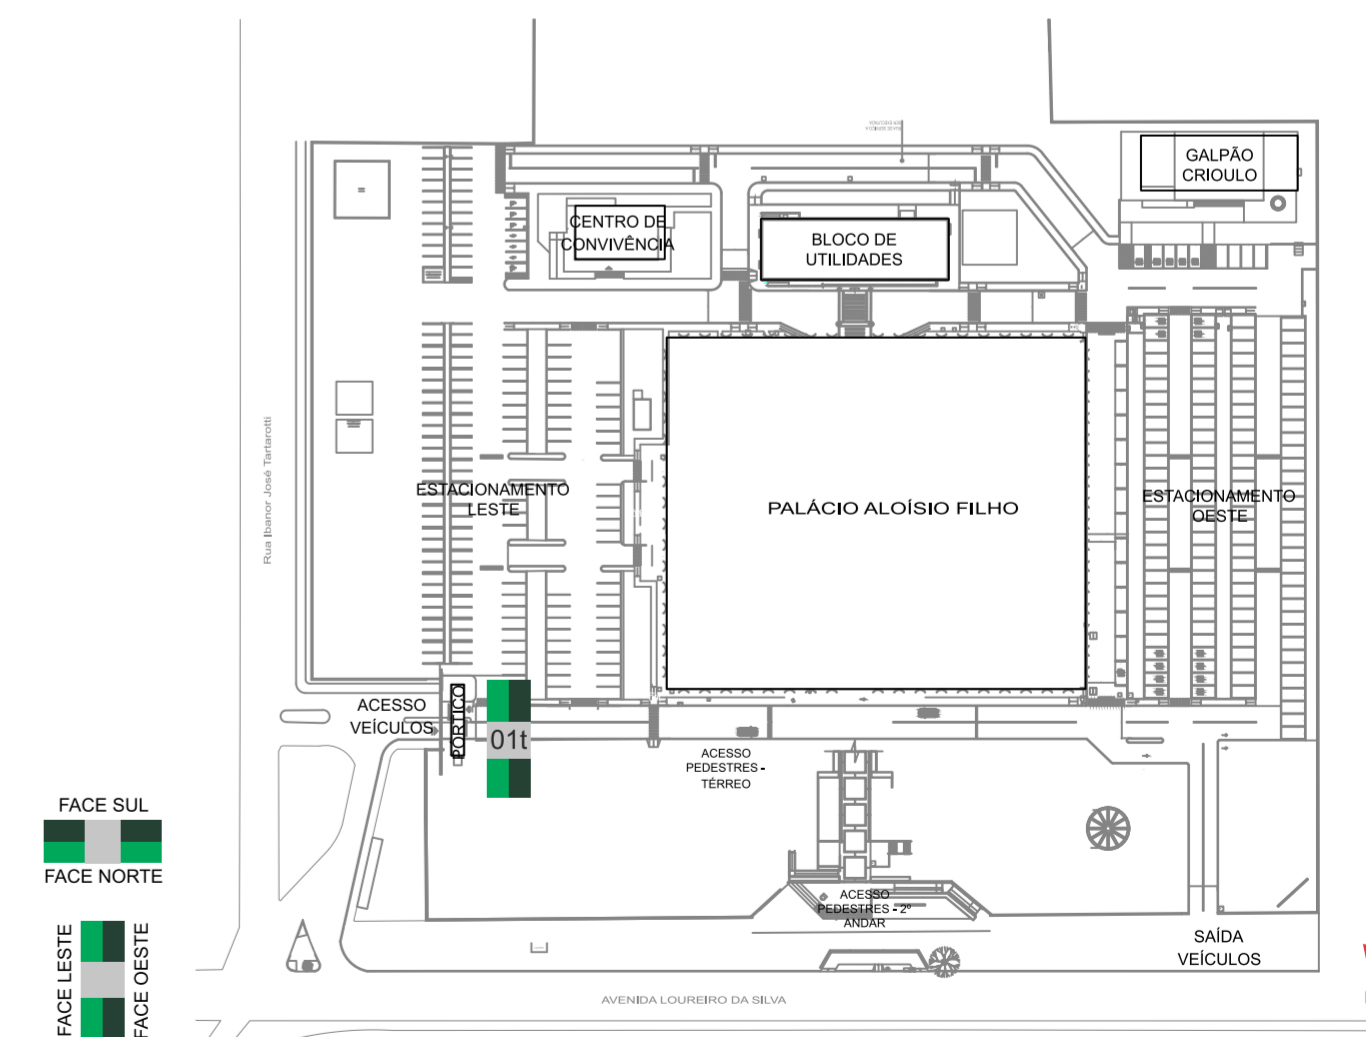 GALPÃO
CRIOULO
CENTRO DE
CONVIVÊNCIA
BLOCO DE
UTILIDADES
Rua Ibanor José Tartarotti
ESTACIONAMENTO
LESTE
PALÁCIO ALOÍSIO FILHO
ESTACIONAMENTO
OESTE
ACESSO
VEÍCULOS
PÓRTICO
01t
ACESSO
PEDESTRES -
TÉRREO
FACE SUL
FACE NORTE
ACESSO
PEDESTRES - 2º
ANDAR
FACE LESTE
FACE OESTE
SAÍDA
VEÍCULOS
AVENIDA LOUREIRO DA SILVA